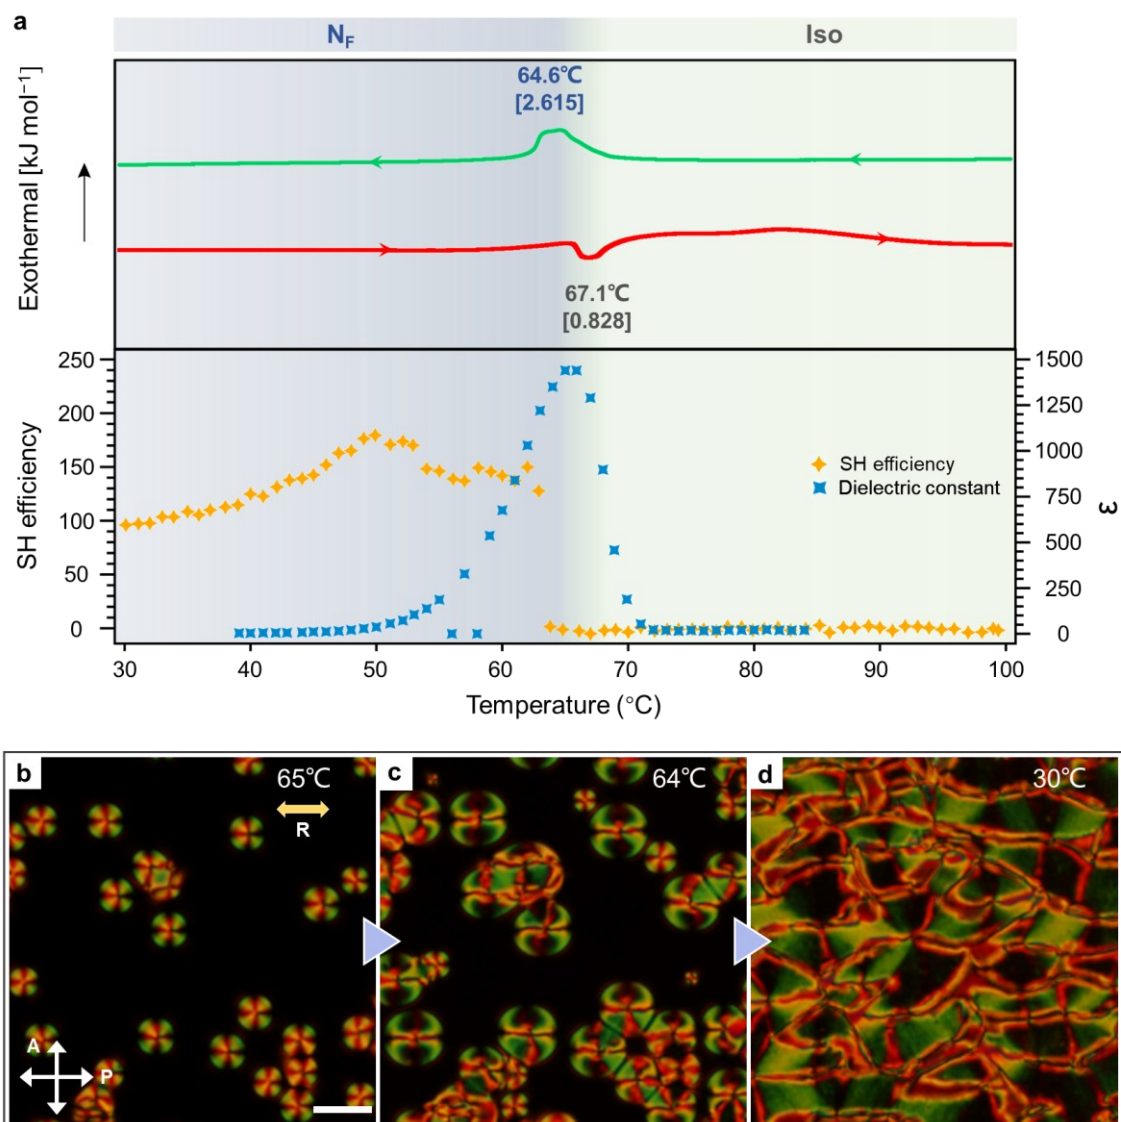 a
N_F
Iso
64.6℃
[2.615]
Exothermal [kJ mol⁻¹]
67.1℃
[0.828]
250
200
150
100
50
0
SH efficiency
1500
1250
1000
750
500
250
0
ε
SH efficiency
Dielectric constant
30 40 50 60 70 80 90 100
Temperature (°C)
b
65℃
R
A
P
c
64℃
d
30℃